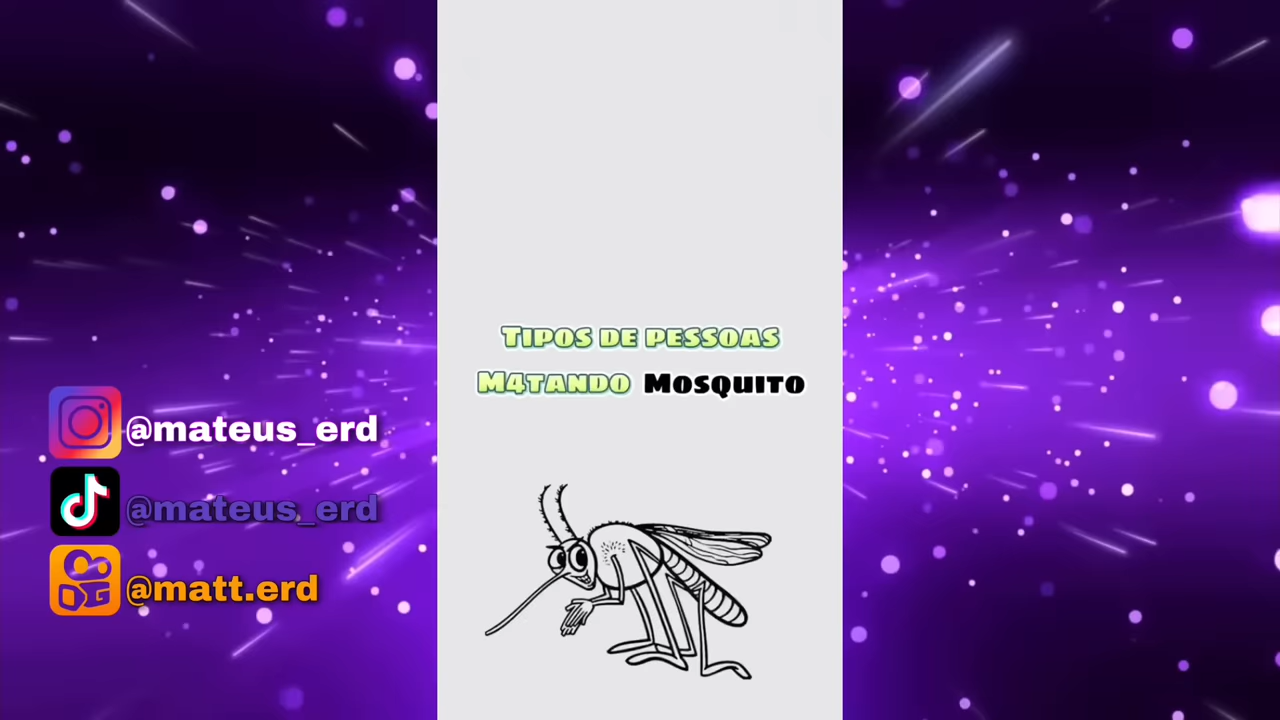 Tipos de pessoas
M4tando Mosquito
@mateus_erd
@mateus_erd
@matt.erd